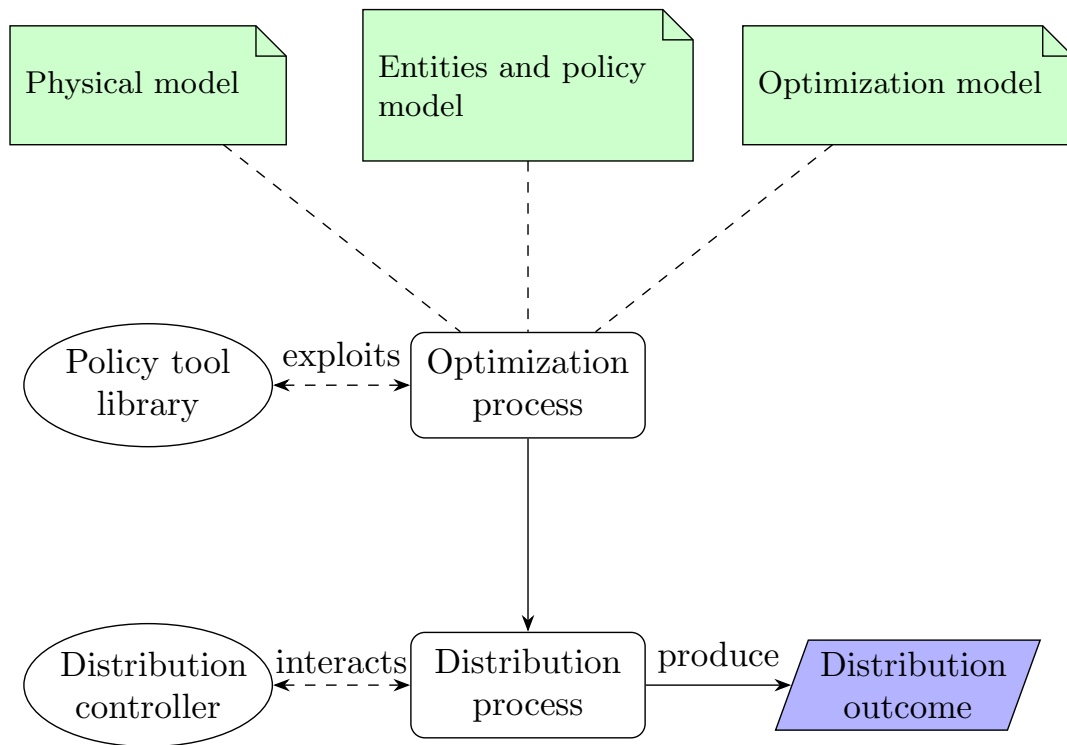 Physical model
Entities and policy
model
Optimization model
Policy tool
library
exploits
Optimization
process
Distribution
controller
interacts
Distribution
process
produce
Distribution
outcome